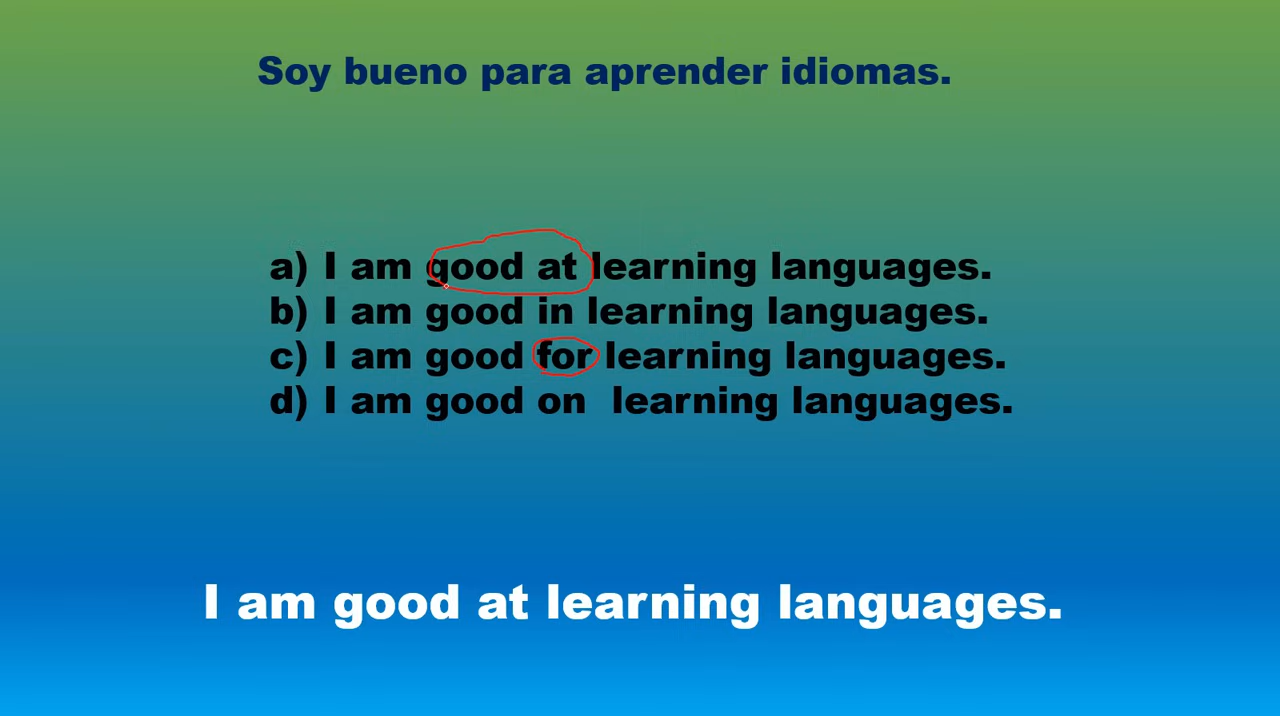 Soy bueno para aprender idiomas.
a) I am good at learning languages.
b) I am good in learning languages.
c) I am good for learning languages.
d) I am good on  learning languages.
I am good at learning languages.